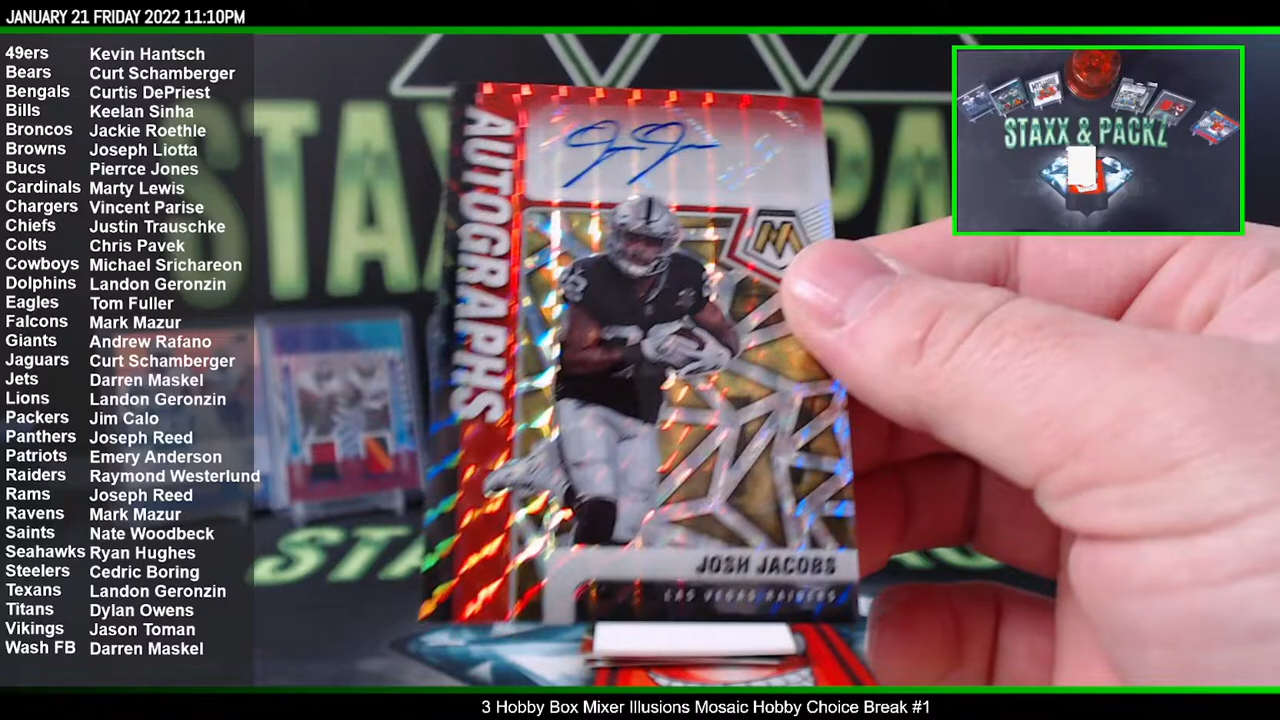 JANUARY 21 FRIDAY 2022 11:10PM
49ers Kevin Hantsch
Bears Curt Schamberger
Bengals Curtis DePriest
Bills Keelan Sinha
Broncos Jackie Roethle
Browns Joseph Liotta
Bucs Pierrce Jones
Cardinals Marty Lewis
Chargers Vincent Parise
Chiefs Justin Trauschke
Colts Chris Pavek
Cowboys Michael Srichareon
Dolphins Landon Geronzin
Eagles Tom Fuller
Falcons Mark Mazur
Giants Andrew Rafano
Jaguars Curt Schamberger
Jets Darren Maskel
Lions Landon Geronzin
Packers Jim Calo
Panthers Joseph Reed
Patriots Emery Anderson
Raiders Raymond Westerlund
Rams Joseph Reed
Ravens Mark Mazur
Saints Nate Woodbeck
Seahawks Ryan Hughes
Steelers Cedric Boring
Texans Landon Geronzin
Titans Dylan Owens
Vikings Jason Toman
Wash FB Darren Maskel
AUTOGRAPHS
JOSH JACOBS
LAS VEGAS RAIDERS
STAXX & PACKZ
3 Hobby Box Mixer Illusions Mosaic Hobby Choice Break #1